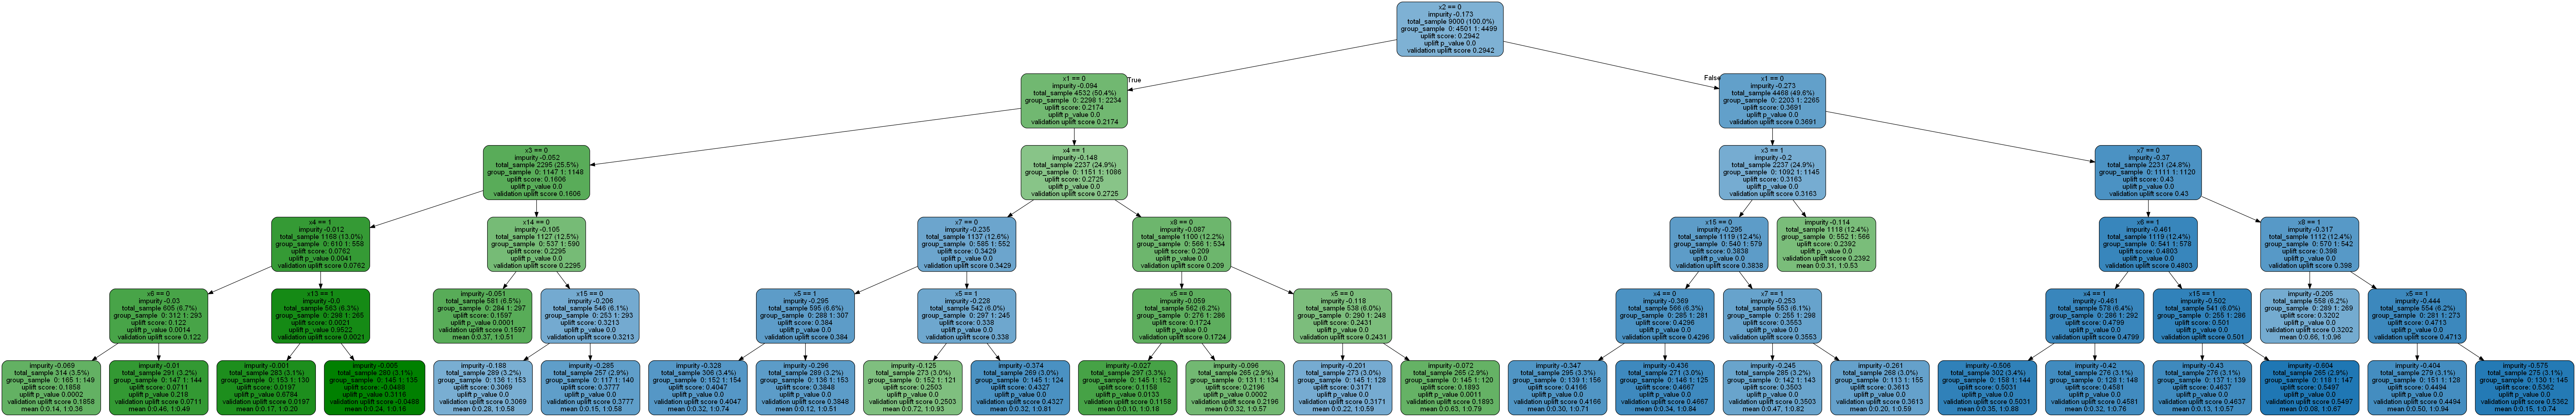 x2 == 0
impurity -0.173
total_sample 9000 (100.0%)
group_sample 0: 4501 1: 4499
uplift score: 0.2942
uplift p_value 0.0
validation uplift score 0.2942
True
False
x1 == 0
impurity -0.094
total_sample 4532 (50.4%)
group_sample 0: 2298 1: 2234
uplift score: 0.2174
uplift p_value 0.0
validation uplift score 0.2174
x1 == 0
impurity -0.273
total_sample 4468 (49.6%)
group_sample 0: 2203 1: 2265
uplift score: 0.3691
uplift p_value 0.0
validation uplift score 0.3691
x3 == 0
impurity -0.052
total_sample 2295 (25.5%)
group_sample 0: 1147 1: 1148
uplift score: 0.1606
uplift p_value 0.0
validation uplift score 0.1606
x4 == 1
impurity -0.148
total_sample 2237 (24.9%)
group_sample 0: 1151 1: 1086
uplift score: 0.2725
uplift p_value 0.0
validation uplift score 0.2725
x3 == 1
impurity -0.2
total_sample 2237 (24.9%)
group_sample 0: 1092 1: 1145
uplift score: 0.3163
uplift p_value 0.0
validation uplift score 0.3163
x7 == 0
impurity -0.37
total_sample 2231 (24.8%)
group_sample 0: 1111 1: 1120
uplift score: 0.43
uplift p_value 0.0
validation uplift score 0.43
x4 == 1
impurity -0.012
total_sample 1168 (13.0%)
group_sample 0: 610 1: 558
uplift score: 0.0762
uplift p_value 0.0041
validation uplift score 0.0762
x14 == 0
impurity -0.105
total_sample 1127 (12.5%)
group_sample 0: 537 1: 590
uplift score: 0.2295
uplift p_value 0.0
validation uplift score 0.2295
x7 == 0
impurity -0.235
total_sample 1137 (12.6%)
group_sample 0: 585 1: 552
uplift score: 0.3429
uplift p_value 0.0
validation uplift score 0.3429
x8 == 0
impurity -0.087
total_sample 1100 (12.2%)
group_sample 0: 566 1: 534
uplift score: 0.209
uplift p_value 0.0
validation uplift score 0.209
x15 == 0
impurity -0.295
total_sample 1119 (12.4%)
group_sample 0: 540 1: 579
uplift score: 0.3838
uplift p_value 0.0
validation uplift score 0.3838
impurity -0.114
total_sample 1118 (12.4%)
group_sample 0: 552 1: 566
uplift score: 0.2392
uplift p_value 0.0
validation uplift score 0.2392
mean 0:0.31, 1:0.53
x6 == 1
impurity -0.461
total_sample 1119 (12.4%)
group_sample 0: 541 1: 578
uplift score: 0.4803
uplift p_value 0.0
validation uplift score 0.4803
x8 == 1
impurity -0.317
total_sample 1112 (12.4%)
group_sample 0: 570 1: 542
uplift score: 0.398
uplift p_value 0.0
validation uplift score 0.398
x6 == 0
impurity -0.03
total_sample 605 (6.7%)
group_sample 0: 312 1: 293
uplift score: 0.122
uplift p_value 0.0014
validation uplift score 0.122
x13 == 1
impurity -0.0
total_sample 563 (6.3%)
group_sample 0: 298 1: 265
uplift score: 0.0021
uplift p_value 0.9522
validation uplift score 0.0021
impurity -0.051
total_sample 581 (6.5%)
group_sample 0: 284 1: 297
uplift score: 0.1597
uplift p_value 0.0001
validation uplift score 0.1597
mean 0:0.37, 1:0.51
x15 == 0
impurity -0.206
total_sample 546 (6.1%)
group_sample 0: 253 1: 293
uplift score: 0.3213
uplift p_value 0.0
validation uplift score 0.3213
x5 == 1
impurity -0.295
total_sample 595 (6.6%)
group_sample 0: 288 1: 307
uplift score: 0.384
uplift p_value 0.0
validation uplift score 0.384
x5 == 1
impurity -0.228
total_sample 542 (6.0%)
group_sample 0: 297 1: 245
uplift score: 0.338
uplift p_value 0.0
validation uplift score 0.338
x5 == 0
impurity -0.059
total_sample 562 (6.2%)
group_sample 0: 276 1: 286
uplift score: 0.1724
uplift p_value 0.0
validation uplift score 0.1724
x5 == 0
impurity -0.118
total_sample 538 (6.0%)
group_sample 0: 290 1: 248
uplift score: 0.2431
uplift p_value 0.0
validation uplift score 0.2431
x4 == 0
impurity -0.369
total_sample 566 (6.3%)
group_sample 0: 285 1: 281
uplift score: 0.4296
uplift p_value 0.0
validation uplift score 0.4296
x7 == 1
impurity -0.253
total_sample 553 (6.1%)
group_sample 0: 255 1: 298
uplift score: 0.3553
uplift p_value 0.0
validation uplift score 0.3553
x4 == 1
impurity -0.461
total_sample 578 (6.4%)
group_sample 0: 286 1: 292
uplift score: 0.4799
uplift p_value 0.0
validation uplift score 0.4799
x15 == 1
impurity -0.502
total_sample 541 (6.0%)
group_sample 0: 255 1: 286
uplift score: 0.501
uplift p_value 0.0
validation uplift score 0.501
impurity -0.205
total_sample 558 (6.2%)
group_sample 0: 289 1: 269
uplift score: 0.3202
uplift p_value 0.0
validation uplift score 0.3202
mean 0:0.66, 1:0.96
x5 == 1
impurity -0.444
total_sample 554 (6.2%)
group_sample 0: 281 1: 273
uplift score: 0.4713
uplift p_value 0.0
validation uplift score 0.4713
impurity -0.069
total_sample 314 (3.5%)
group_sample 0: 165 1: 149
uplift score: 0.1858
uplift p_value 0.0002
validation uplift score 0.1858
mean 0:0.14, 1:0.36
impurity -0.01
total_sample 291 (3.2%)
group_sample 0: 147 1: 144
uplift score: 0.0711
uplift p_value 0.218
validation uplift score 0.0711
mean 0:0.46, 1:0.49
impurity -0.001
total_sample 283 (3.1%)
group_sample 0: 153 1: 130
uplift score: 0.0197
uplift p_value 0.6784
validation uplift score 0.0197
mean 0:0.17, 1:0.20
impurity -0.005
total_sample 280 (3.1%)
group_sample 0: 145 1: 135
uplift score: -0.0488
uplift p_value 0.3116
validation uplift score -0.0488
mean 0:0.24, 1:0.16
impurity -0.188
total_sample 289 (3.2%)
group_sample 0: 136 1: 153
uplift score: 0.3069
uplift p_value 0.0
validation uplift score 0.3069
mean 0:0.28, 1:0.58
impurity -0.285
total_sample 257 (2.9%)
group_sample 0: 117 1: 140
uplift score: 0.3777
uplift p_value 0.0
validation uplift score 0.3777
mean 0:0.15, 1:0.58
impurity -0.328
total_sample 306 (3.4%)
group_sample 0: 152 1: 154
uplift score: 0.4047
uplift p_value 0.0
validation uplift score 0.4047
mean 0:0.32, 1:0.74
impurity -0.296
total_sample 289 (3.2%)
group_sample 0: 136 1: 153
uplift score: 0.3848
uplift p_value 0.0
validation uplift score 0.3848
mean 0:0.12, 1:0.51
impurity -0.125
total_sample 273 (3.0%)
group_sample 0: 152 1: 121
uplift score: 0.2503
uplift p_value 0.0
validation uplift score 0.2503
mean 0:0.72, 1:0.93
impurity -0.374
total_sample 269 (3.0%)
group_sample 0: 145 1: 124
uplift score: 0.4327
uplift p_value 0.0
validation uplift score 0.4327
mean 0:0.32, 1:0.81
impurity -0.027
total_sample 297 (3.3%)
group_sample 0: 145 1: 152
uplift score: 0.1158
uplift p_value 0.0133
validation uplift score 0.1158
mean 0:0.10, 1:0.18
impurity -0.096
total_sample 265 (2.9%)
group_sample 0: 131 1: 134
uplift score: 0.2196
uplift p_value 0.0002
validation uplift score 0.2196
mean 0:0.32, 1:0.57
impurity -0.201
total_sample 273 (3.0%)
group_sample 0: 145 1: 128
uplift score: 0.3171
uplift p_value 0.0
validation uplift score 0.3171
mean 0:0.22, 1:0.59
impurity -0.072
total_sample 265 (2.9%)
group_sample 0: 145 1: 120
uplift score: 0.1893
uplift p_value 0.0011
validation uplift score 0.1893
mean 0:0.63, 1:0.79
impurity -0.347
total_sample 295 (3.3%)
group_sample 0: 139 1: 156
uplift score: 0.4166
uplift p_value 0.0
validation uplift score 0.4166
mean 0:0.30, 1:0.71
impurity -0.436
total_sample 271 (3.0%)
group_sample 0: 146 1: 125
uplift score: 0.4667
uplift p_value 0.0
validation uplift score 0.4667
mean 0:0.34, 1:0.84
impurity -0.245
total_sample 285 (3.2%)
group_sample 0: 142 1: 143
uplift score: 0.3503
uplift p_value 0.0
validation uplift score 0.3503
mean 0:0.47, 1:0.82
impurity -0.261
total_sample 268 (3.0%)
group_sample 0: 113 1: 155
uplift score: 0.3613
uplift p_value 0.0
validation uplift score 0.3613
mean 0:0.20, 1:0.59
impurity -0.506
total_sample 302 (3.4%)
group_sample 0: 158 1: 144
uplift score: 0.5031
uplift p_value 0.0
validation uplift score 0.5031
mean 0:0.35, 1:0.88
impurity -0.42
total_sample 276 (3.1%)
group_sample 0: 128 1: 148
uplift score: 0.4581
uplift p_value 0.0
validation uplift score 0.4581
mean 0:0.32, 1:0.76
impurity -0.43
total_sample 276 (3.1%)
group_sample 0: 137 1: 139
uplift score: 0.4637
uplift p_value 0.0
validation uplift score 0.4637
mean 0:0.13, 1:0.57
impurity -0.604
total_sample 265 (2.9%)
group_sample 0: 118 1: 147
uplift score: 0.5497
uplift p_value 0.0
validation uplift score 0.5497
mean 0:0.08, 1:0.67
impurity -0.404
total_sample 279 (3.1%)
group_sample 0: 151 1: 128
uplift score: 0.4494
uplift p_value 0.0
validation uplift score 0.4494
mean 0:0.50, 1:0.94
impurity -0.575
total_sample 275 (3.1%)
group_sample 0: 130 1: 145
uplift score: 0.5362
uplift p_value 0.0
validation uplift score 0.5362
mean 0:0.15, 1:0.74